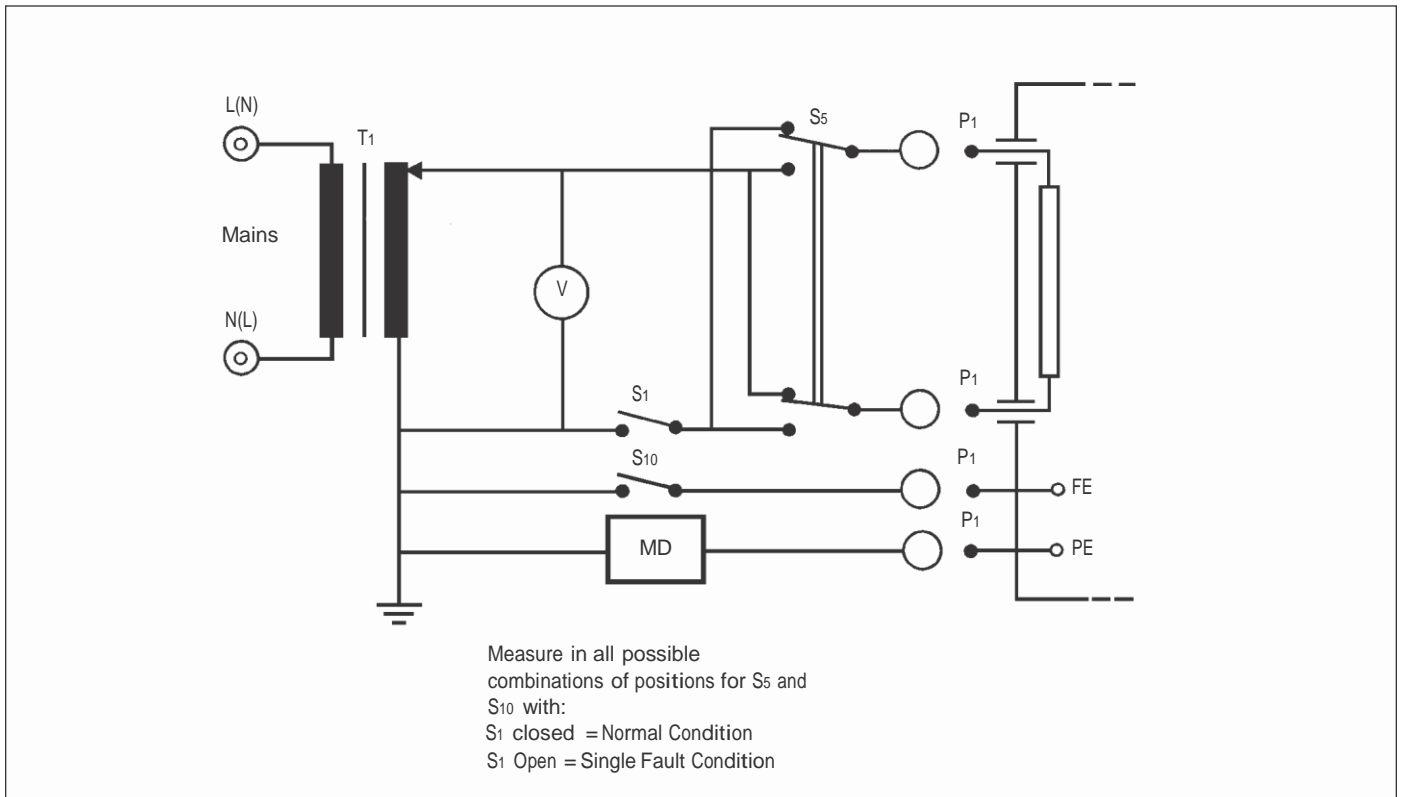 L(N)
T1
Mains
N(L)
V
S5
P1
S1
P1
S10
P1
FE
MD
P1
PE
Measure in all possible
combinations of positions for S5 and
S10 with:
S1 closed = Normal Condition
S1 Open = Single Fault Condition